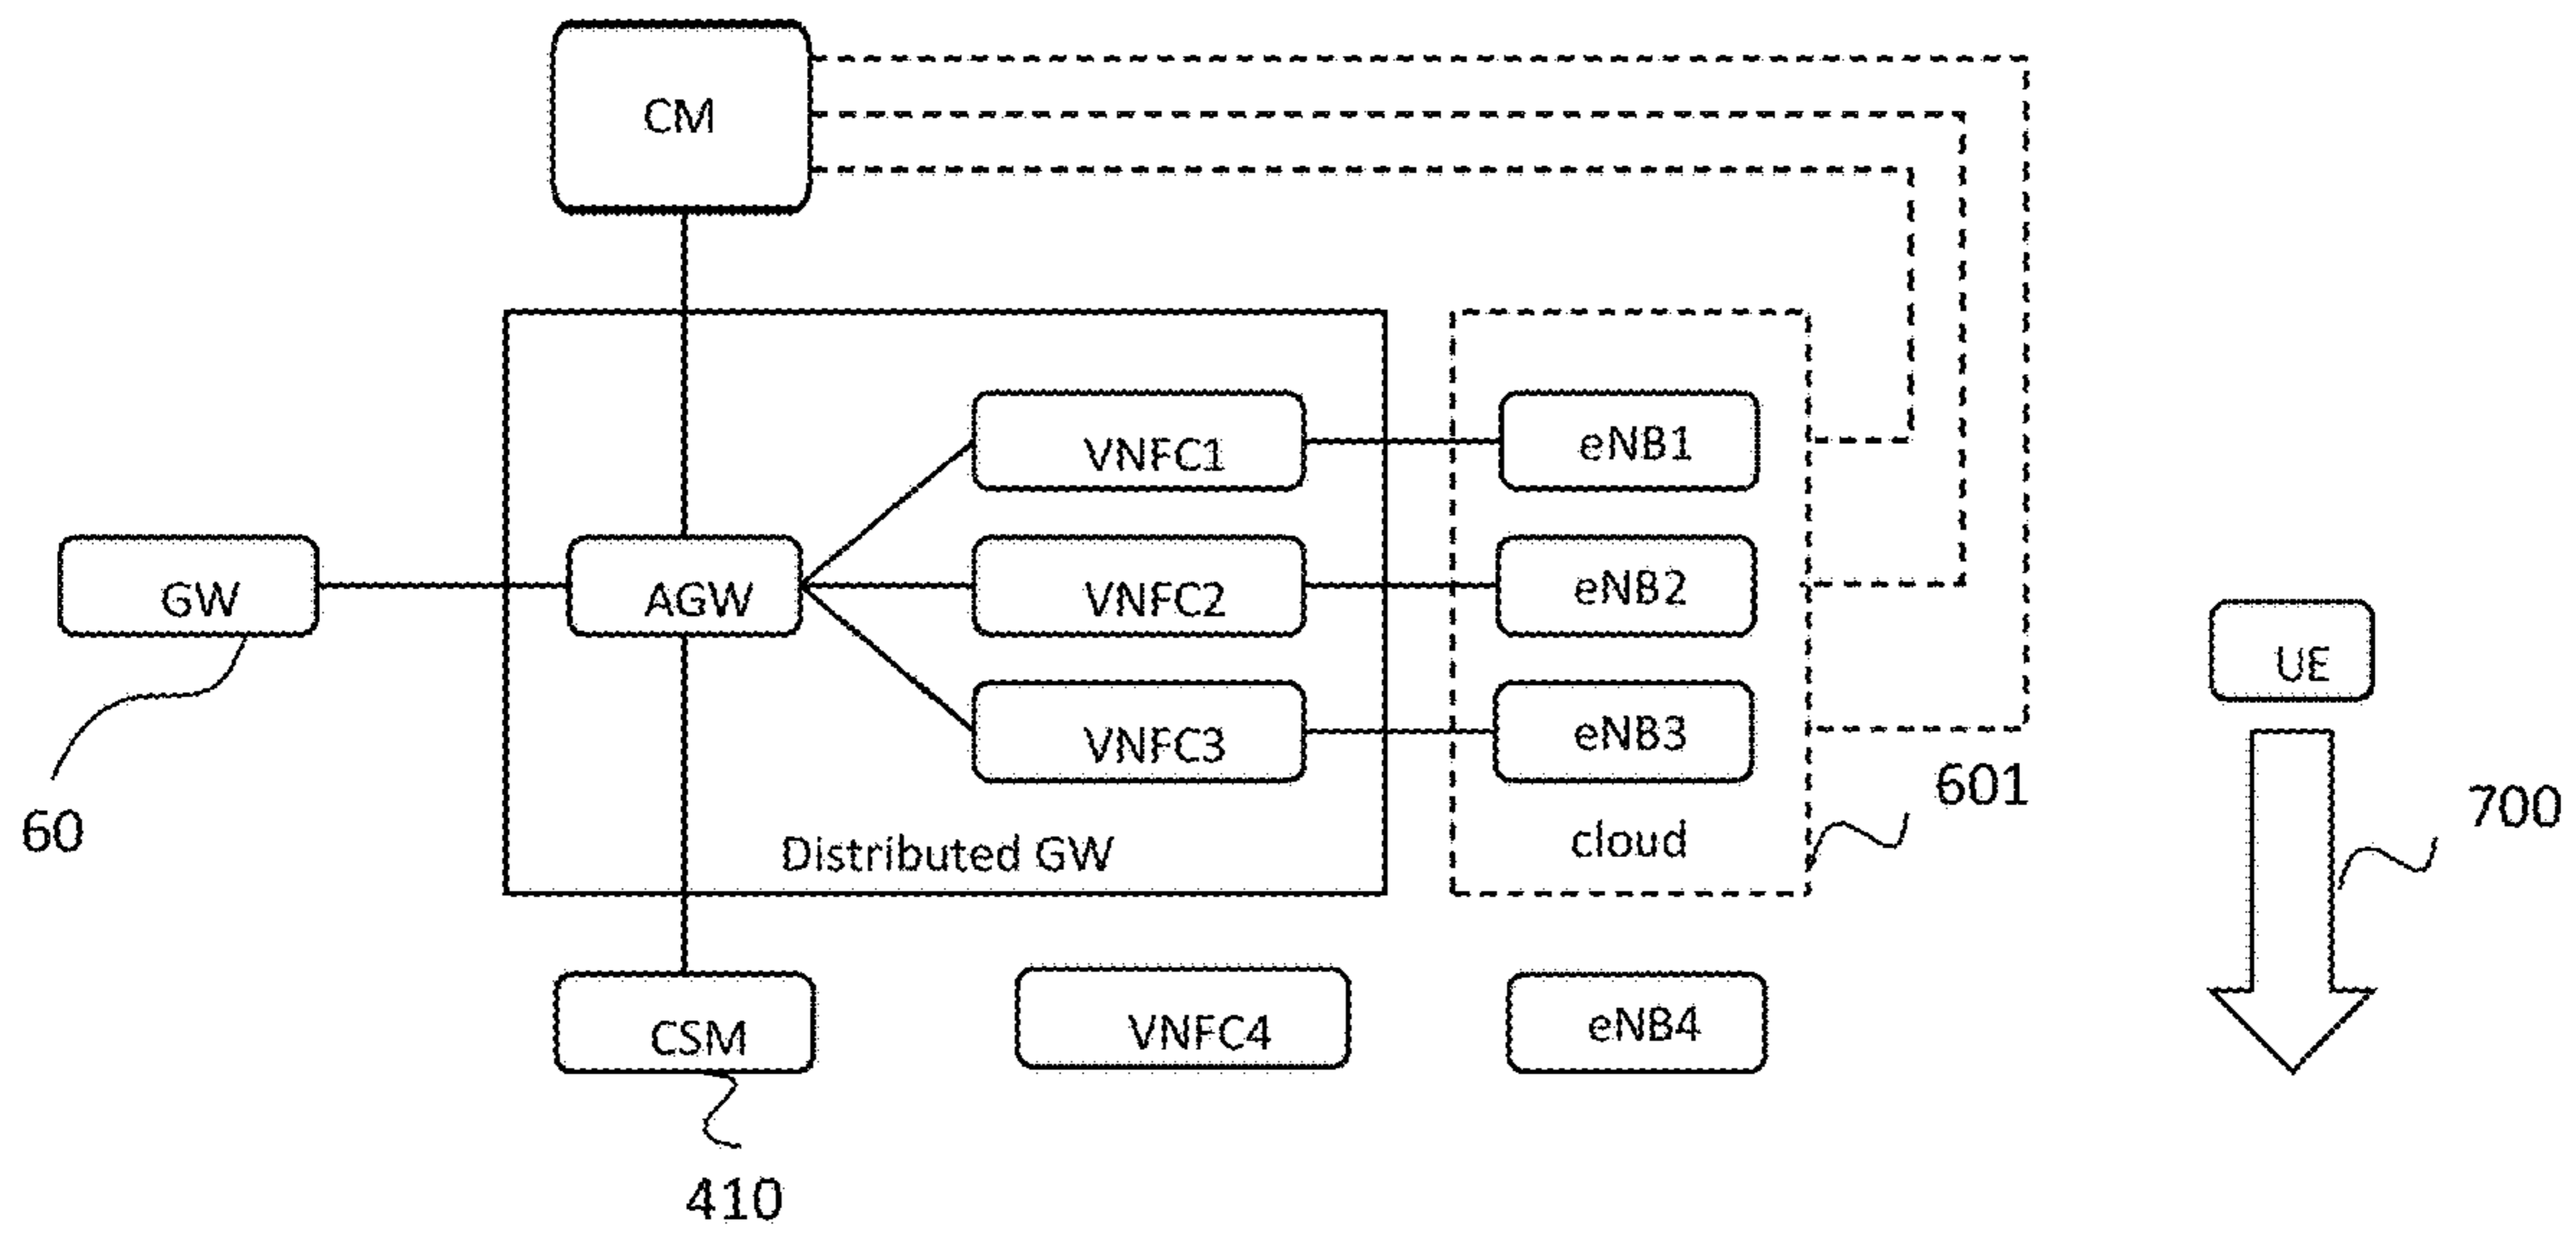 CM
VNFC1
eNB1
GW
AGW
VNFC2
eNB2
UE
VNFC3
eNB3
601
700
60
Distributed GW
cloud
CSM
VNFC4
eNB4
410